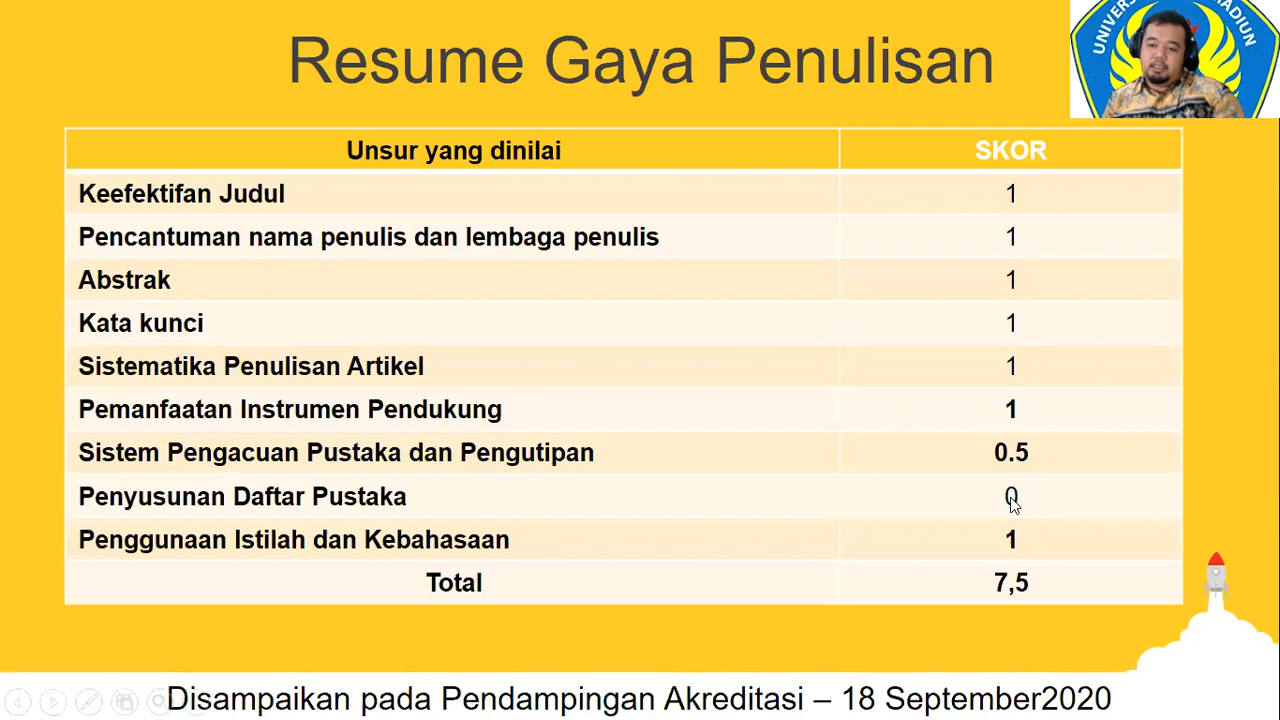 Resume Gaya Penulisan
UNIVERS
MADIUN
Unsur yang dinilai SKOR
Keefektifan Judul 1
Pencantuman nama penulis dan lembaga penulis 1
Abstrak 1
Kata kunci 1
Sistematika Penulisan Artikel 1
Pemanfaatan Instrumen Pendukung 1
Sistem Pengacuan Pustaka dan Pengutipan 0.5
Penyusunan Daftar Pustaka 0
Penggunaan Istilah dan Kebahasaan 1
Total 7,5
Disampaikan pada Pendampingan Akreditasi – 18 September2020